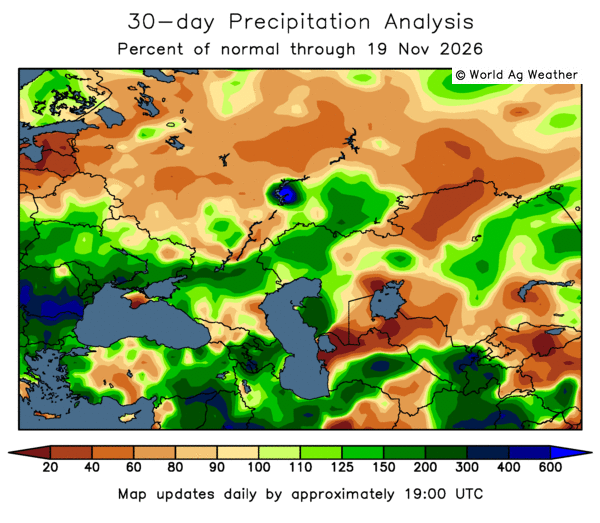 30-day Precipitation Analysis
Percent of normal through 19 Nov 2026
© World Ag Weather
20 40 60 80 90 100 110 125 150 200 300 400 600
Map updates daily by approximately 19:00 UTC